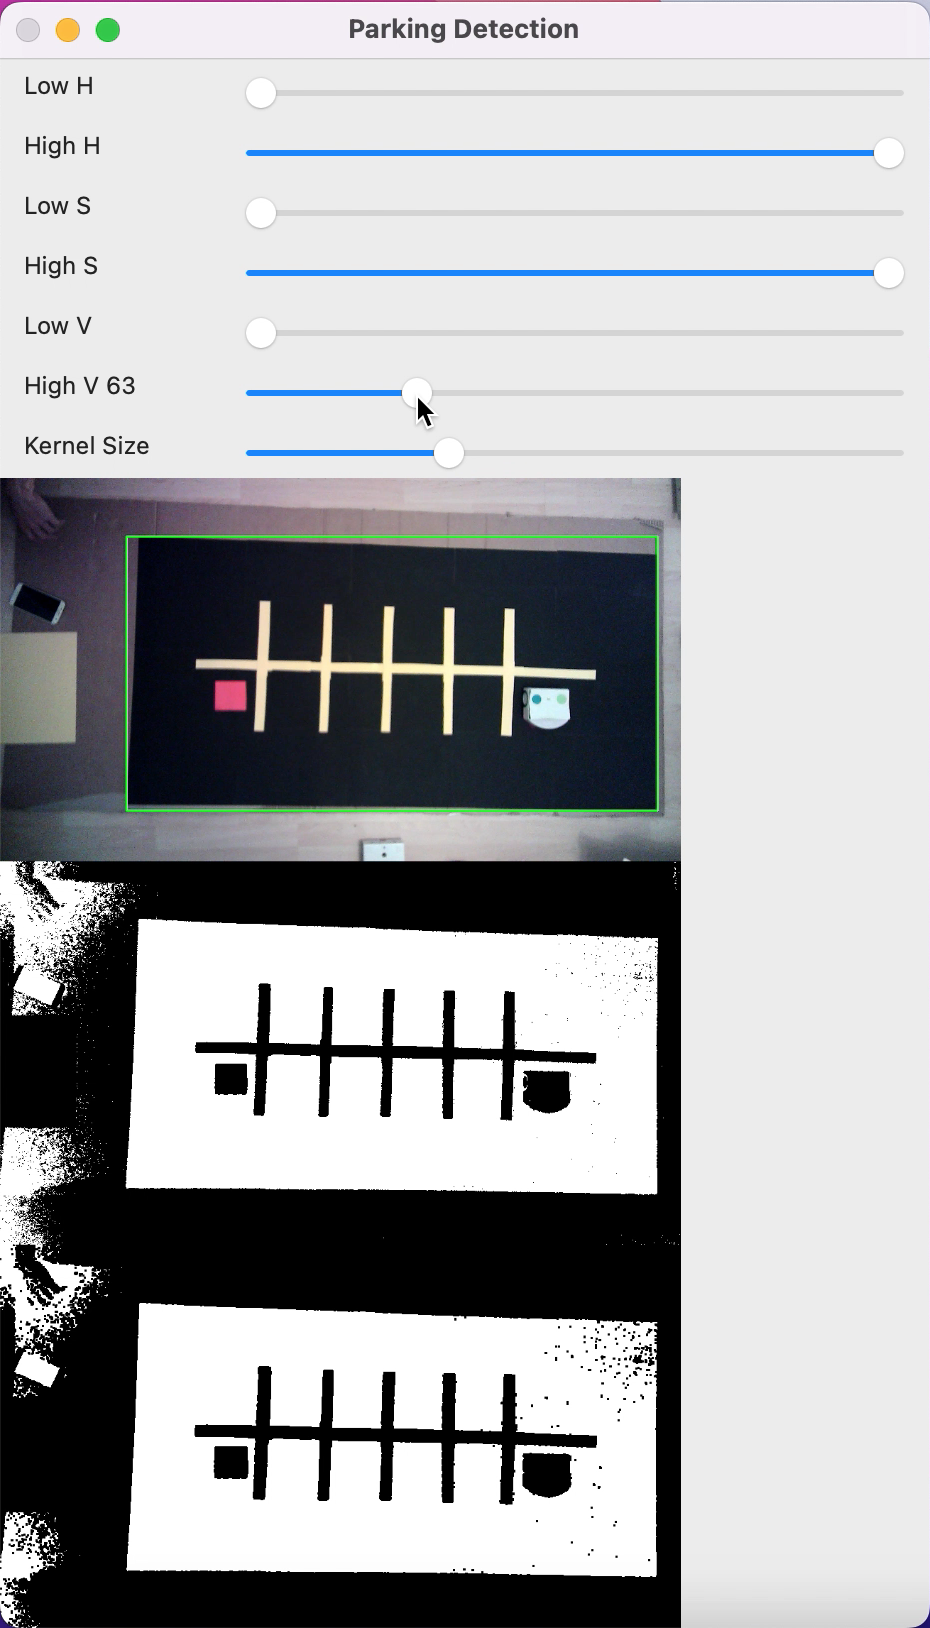 Parking Detection
Low H
High H
Low S
High S
Low V
High V 63
Kernel Size